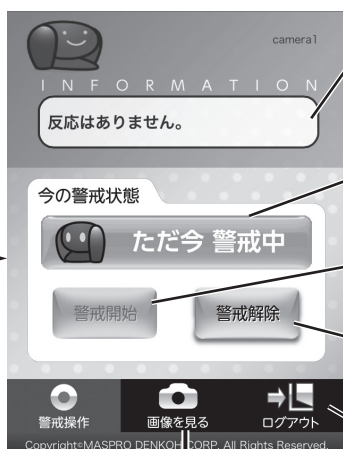 camera1
INFORMATION
反応はありません。
今の警戒状態
ただ今 警戒中
警戒開始
警戒解除
警戒操作
画像を見る
ログアウト
Copyright©MASPRO DENKOH CORP. All Rights Reserved.